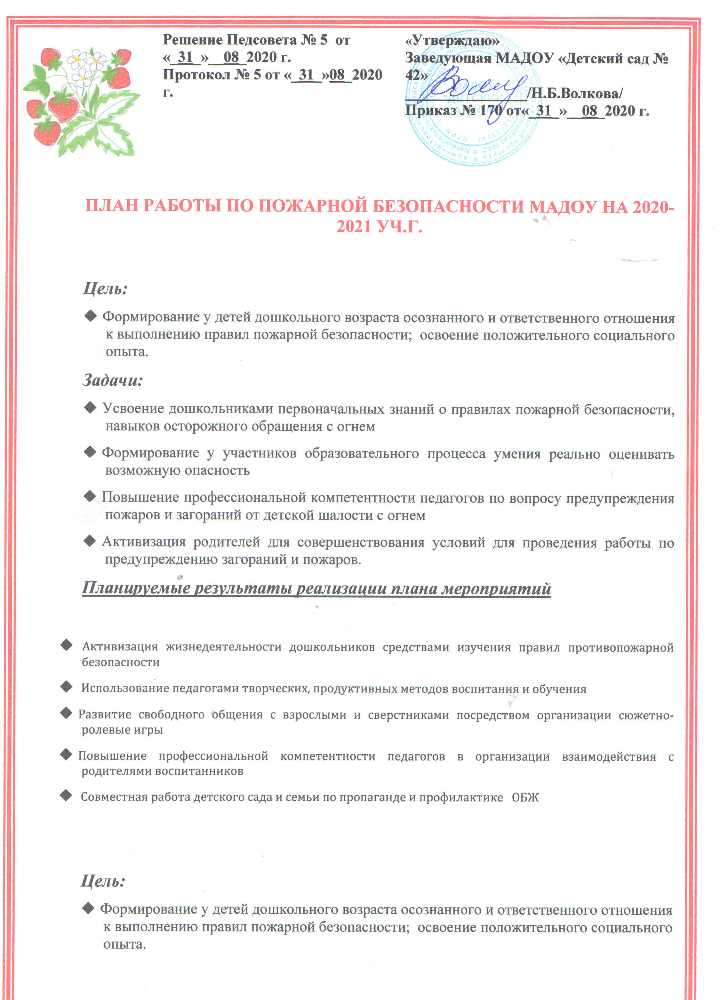 Решение Педсовета № 5 от
«_31_»__08_2020 г.
Протокол № 5 от «_31_»08_2020
г.
«Утверждаю»
Заведующая МАДОУ «Детский сад №
42»
/Н.Б.Волкова/
Приказ № 170 от«_31_»__08_2020 г.
МАДОУ
ДЕТСКИЙ
ПЛАН РАБОТЫ ПО ПОЖАРНОЙ БЕЗОПАСНОСТИ МАДОУ НА 2020-
2021 УЧ.Г.
Цель:
◆ Формирование у детей дошкольного возраста осознанного и ответственного отношения
к выполнению правил пожарной безопасности; освоение положительного социального
опыта.
Задачи:
◆ Усвоение дошкольниками первоначальных знаний о правилах пожарной безопасности,
навыков осторожного обращения с огнем
◆ Формирование у участников образовательного процесса умения реально оценивать
возможную опасность
◆ Повышение профессиональной компетентности педагогов по вопросу предупреждения
пожаров и загораний от детской шалости с огнем
◆ Активизация родителей для совершенствования условий для проведения работы по
предупреждению загораний и пожаров.
Планируемые результаты реализации плана мероприятий
◆ Активизация жизнедеятельности дошкольников средствами изучения правил противопожарной
безопасности
◆ Использование педагогами творческих, продуктивных методов воспитания и обучения
◆ Развитие свободного общения с взрослыми и сверстниками посредством организации сюжетно-
ролевые игры
◆ Повышение профессиональной компетентности педагогов в организации взаимодействия с
родителями воспитанников
◆ Совместная работа детского сада и семьи по пропаганде и профилактике ОБЖ
Цель:
◆ Формирование у детей дошкольного возраста осознанного и ответственного отношения
к выполнению правил пожарной безопасности; освоение положительного социального
опыта.